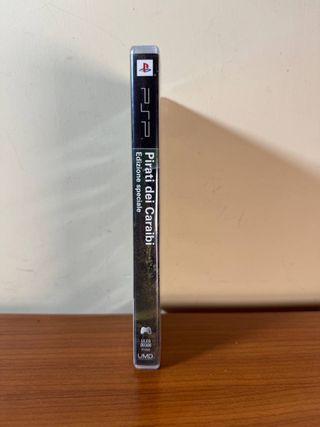 PSP
Pirati dei Caraibi
Edizione speciale
UMD